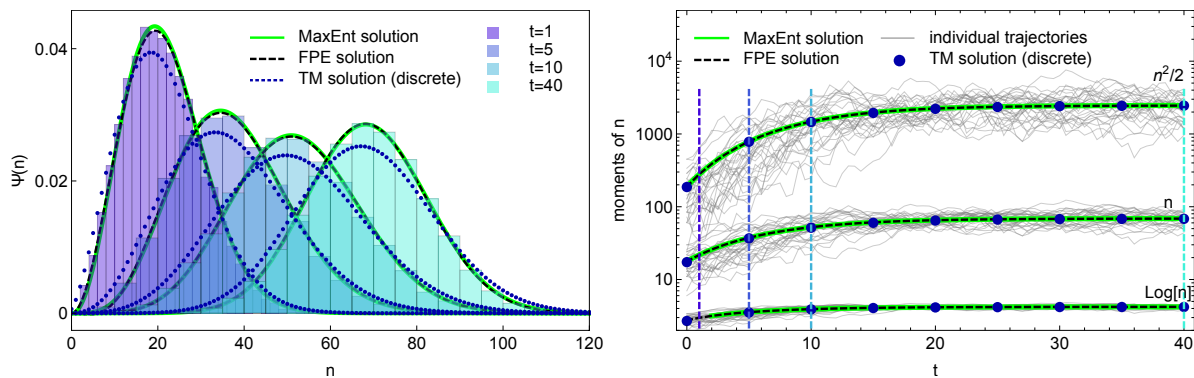 MaxEnt solution
FPE solution
TM solution (discrete)
t=1
t=5
t=10
t=40
Ψ(n)
0.04
0.02
0
0 20 40 60 80 100 120
n
MaxEnt solution
FPE solution
individual trajectories
TM solution (discrete)
moments of n
10⁴
1000
100
10
n²/2
n
Log[n]
0 10 20 30 40
t